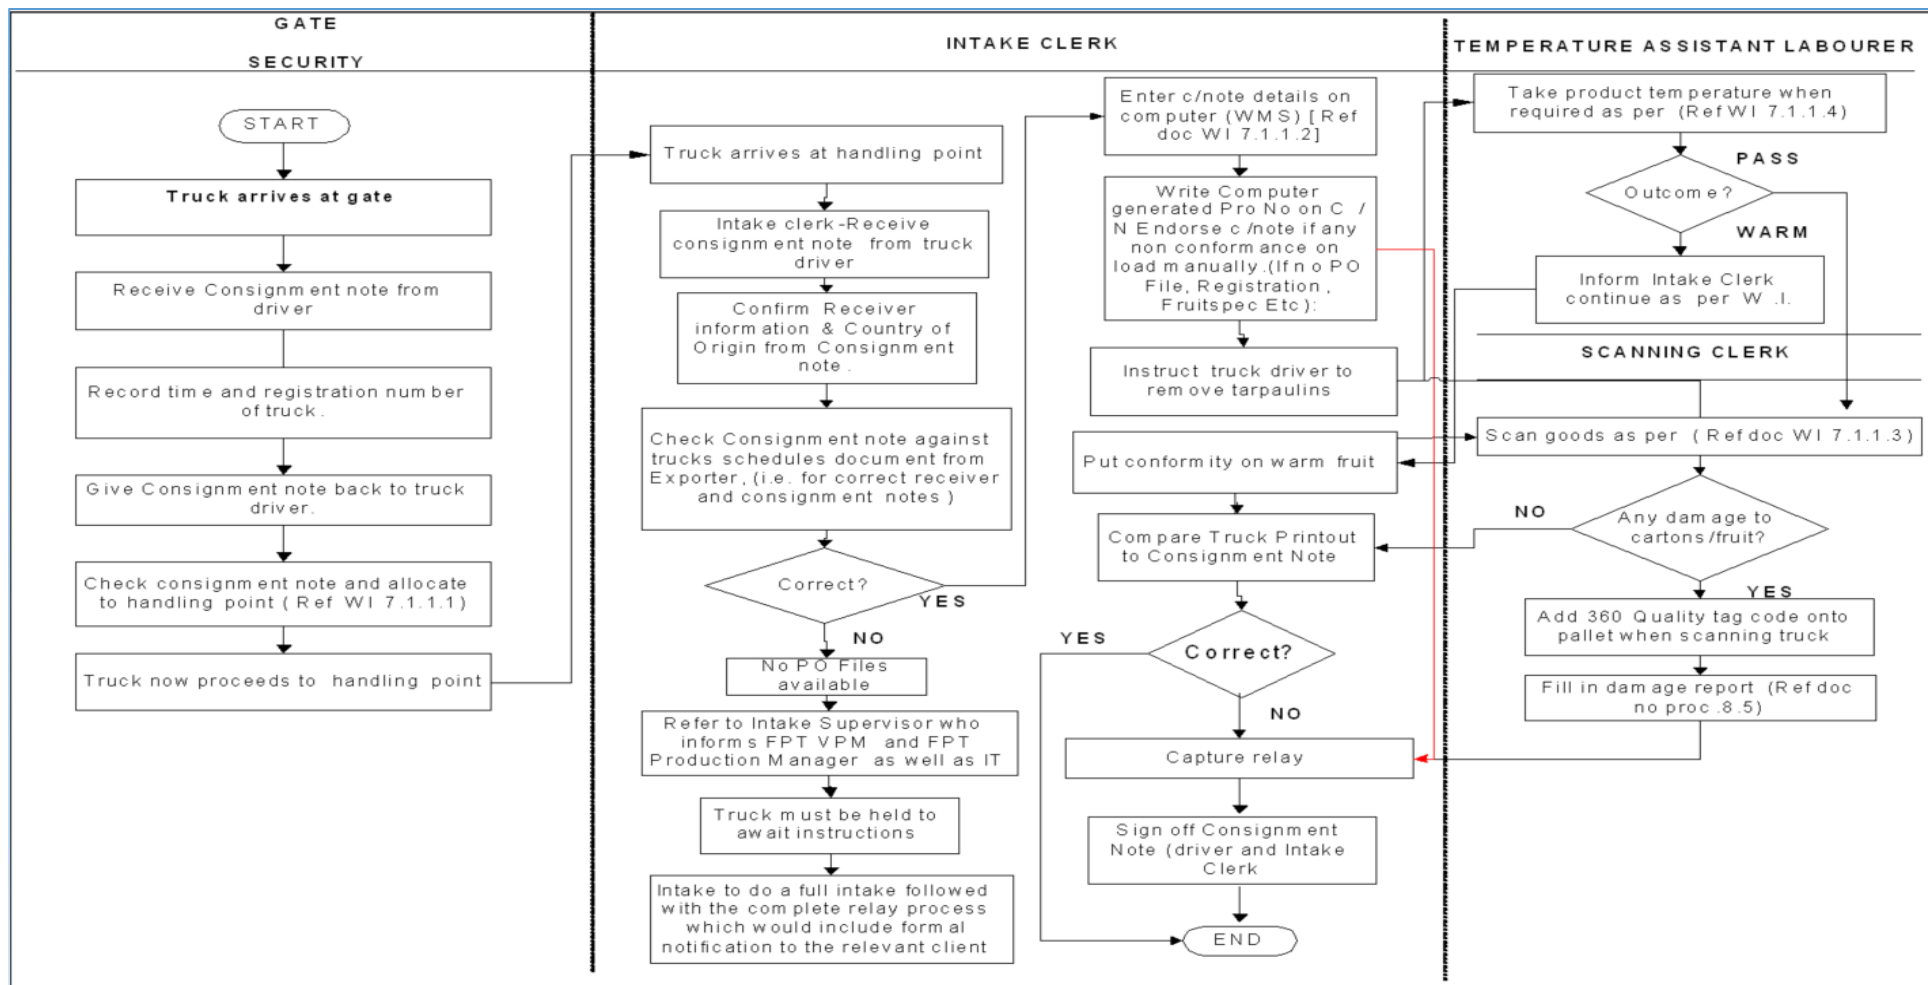 GATE
SECURITY
START
Truck arrives at gate
Receive Consignment note from
driver
Record time and registration number
of truck.
Give Consignment note back to truck
driver.
Check consignment note and allocate
to handling point ( Ref WI 7.1.1.1)
Truck now proceeds to handling point
INTAKE CLERK
Truck arrives at handling point
Intake clerk-Receive
consignment note from truck
driver
Confirm Receiver
information & Country of
Origin from Consignment
note .
Check Consignment note against
trucks schedules document from
Exporter, (i.e. for correct receiver
and consignment notes )
Correct?
YES
NO
No PO Files
available
Refer to Intake Supervisor who
informs FPT VPM and FPT
Production Manager as well as IT
Truck must be held to
await instructions
Intake to do a full intake followed
with the complete relay process
which would include formal
notification to the relevant client
Enter c/note details on
computer (WMS) [ Ref
doc WI 7.1.1.2]
Write Computer
generated Pro No on C /
N Endorse c/note if any
non conformance on
load manually.(If no PO
File, Registration ,
Fruitspec Etc):
Instruct truck driver to
remove tarpaulins
Put conformity on warm fruit
Compare Truck Printout
to Consignment Note
YES
Correct?
NO
Capture relay
Sign off Consignment
Note (driver and Intake
Clerk
END
TEMPERATURE ASSISTANT LABOURER
Take product temperature when
required as per (Ref WI 7.1.1.4)
PASS
Outcome?
WARM
Inform Intake Clerk
continue as per W .I.
SCANNING CLERK
Scan goods as per ( Ref doc WI 7.1.1.3)
NO
Any damage to
cartons/fruit?
YES
Add 360 Quality tag code onto
pallet when scanning truck
Fill in damage report (Ref doc
no proc .8.5)